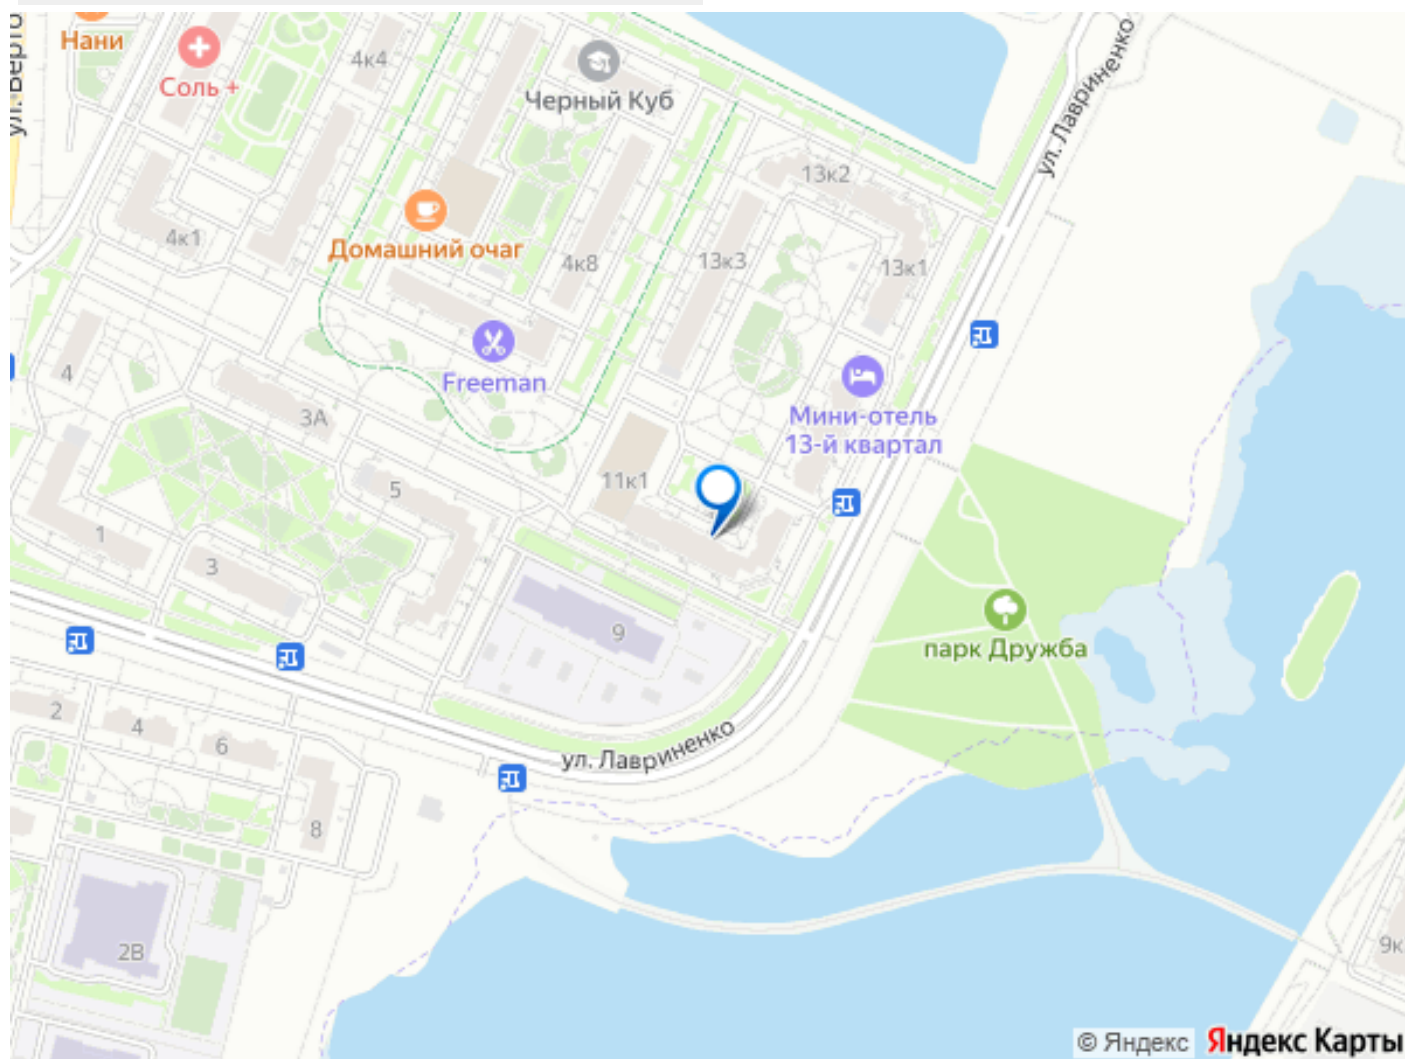 Нани
Соль +
4к4
Черный Куб
ул. Лавриненко
ул. Лавриненко
13к2
4к1
Домашний очаг
4к8
13к3
13к1
Freeman
4
3А
Мини-отель
13-й квартал
11к1
5
1
3
9
парк Дружба
2
4
6
ул. Лавриненко
8
2В
9к
© Яндекс
Яндекс Карты